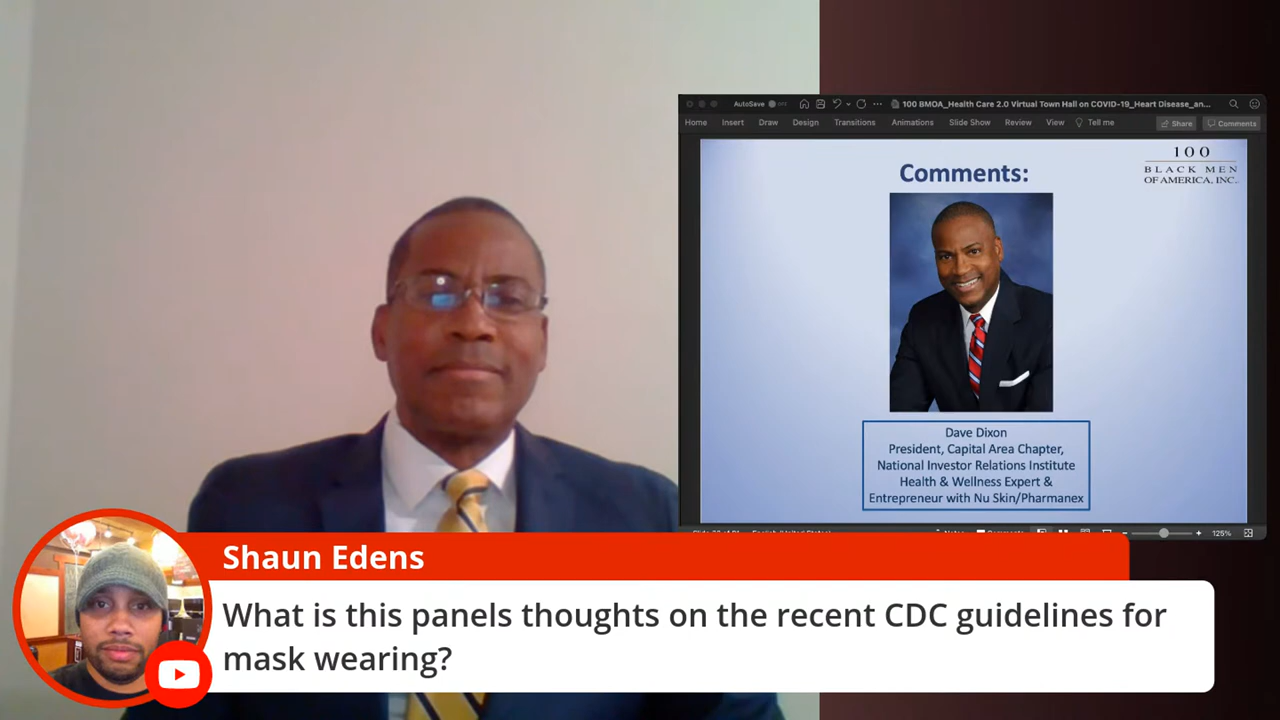 AutoSave
100 BMOA_Health Care 2.0 Virtual Town Hall on COVID-19_Heart Disease_an...
Home Insert Draw Design Transitions Animations Slide Show Review View Tell me Share Comments
100
BLACK MEN
OF AMERICA, INC.
Comments:
Dave Dixon
President, Capital Area Chapter,
National Investor Relations Institute
Health & Wellness Expert &
Entrepreneur with Nu Skin/Pharmanex
125%
Shaun Edens
What is this panels thoughts on the recent CDC guidelines for
mask wearing?